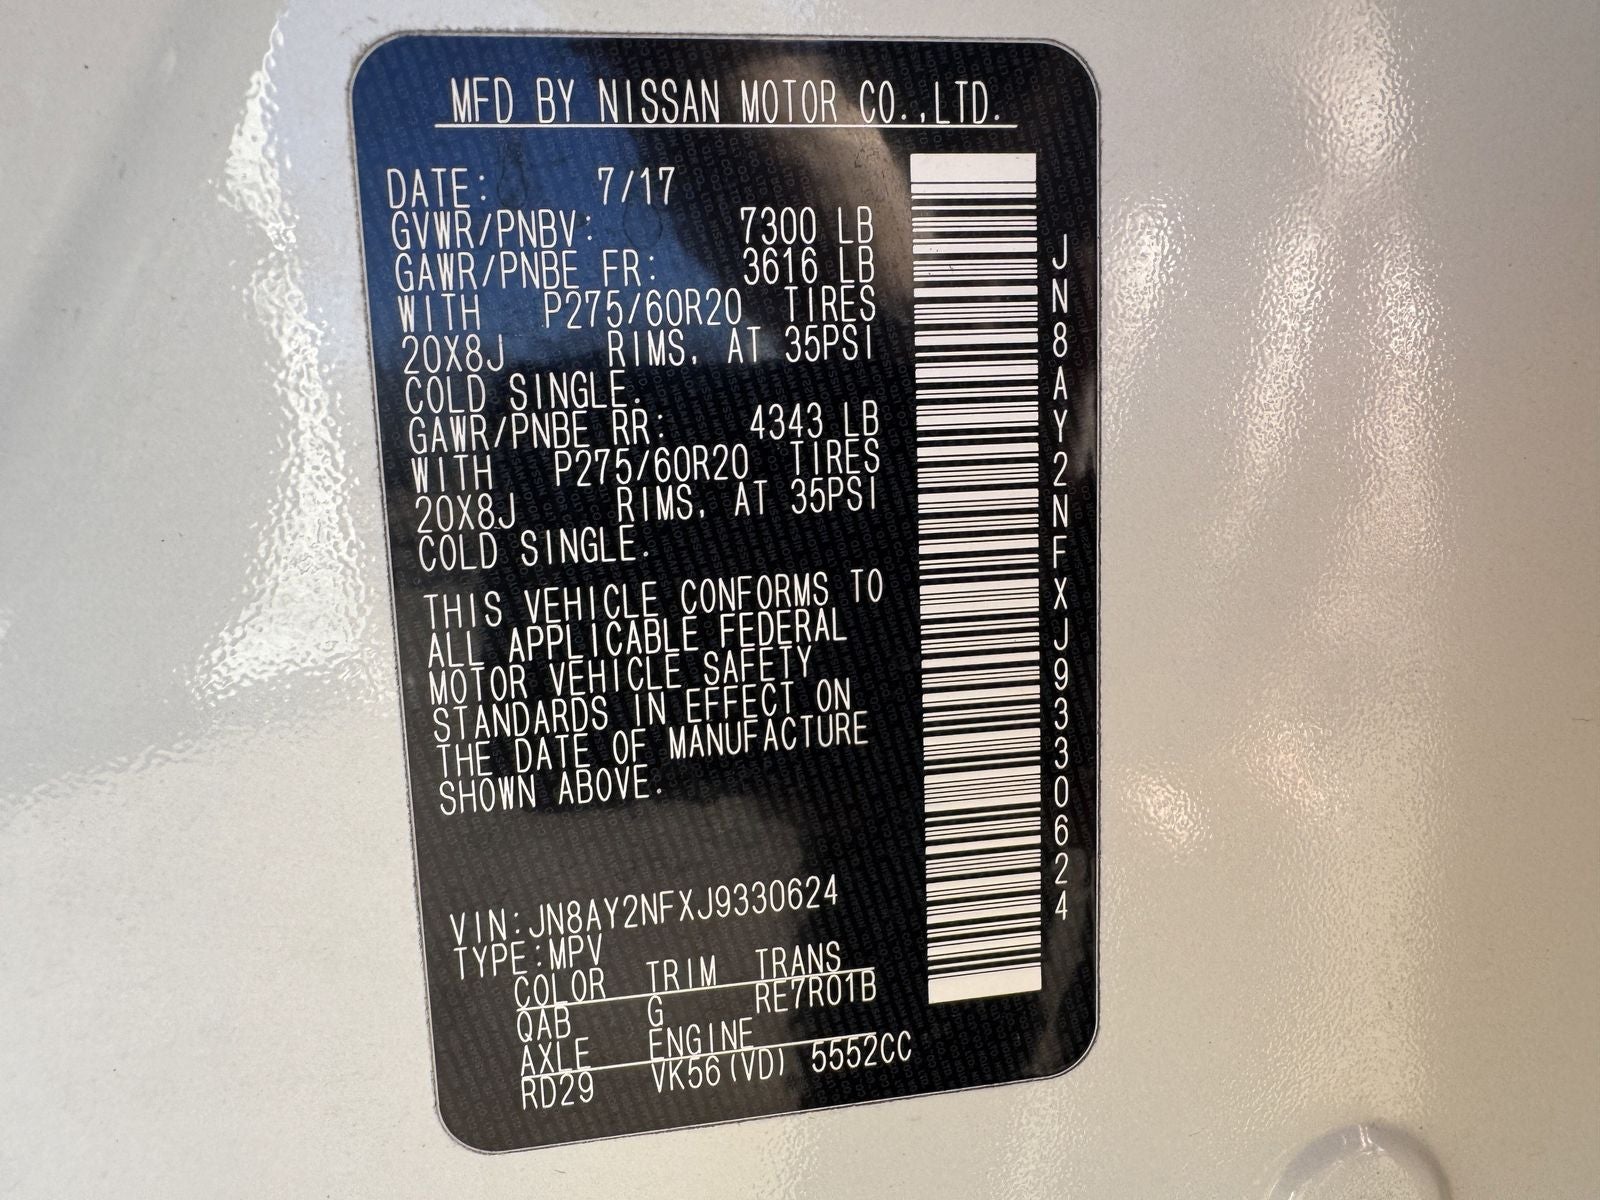 MFD BY NISSAN MOTOR CO.,LTD.
DATE: 7/17
GVWR/PNBV: 7300 LB
GAWR/PNBE FR: 3616 LB
WITH P275/60R20 TIRES
20X8J RIMS, AT 35PSI
COLD SINGLE.
GAWR/PNBE RR: 4343 LB
WITH P275/60R20 TIRES
20X8J RIMS, AT 35PSI
COLD SINGLE.
THIS VEHICLE CONFORMS TO
ALL APPLICABLE FEDERAL
MOTOR VEHICLE SAFETY
STANDARDS IN EFFECT ON
THE DATE OF MANUFACTURE
SHOWN ABOVE.
VIN:JN8AY2NFXJ9330624
TYPE:MPV
COLOR TRIM TRANS
QAB G RE7R01B
AXLE ENGINE
RD29 VK56(VD) 5552CC
JN8AY2NFXJ9330624